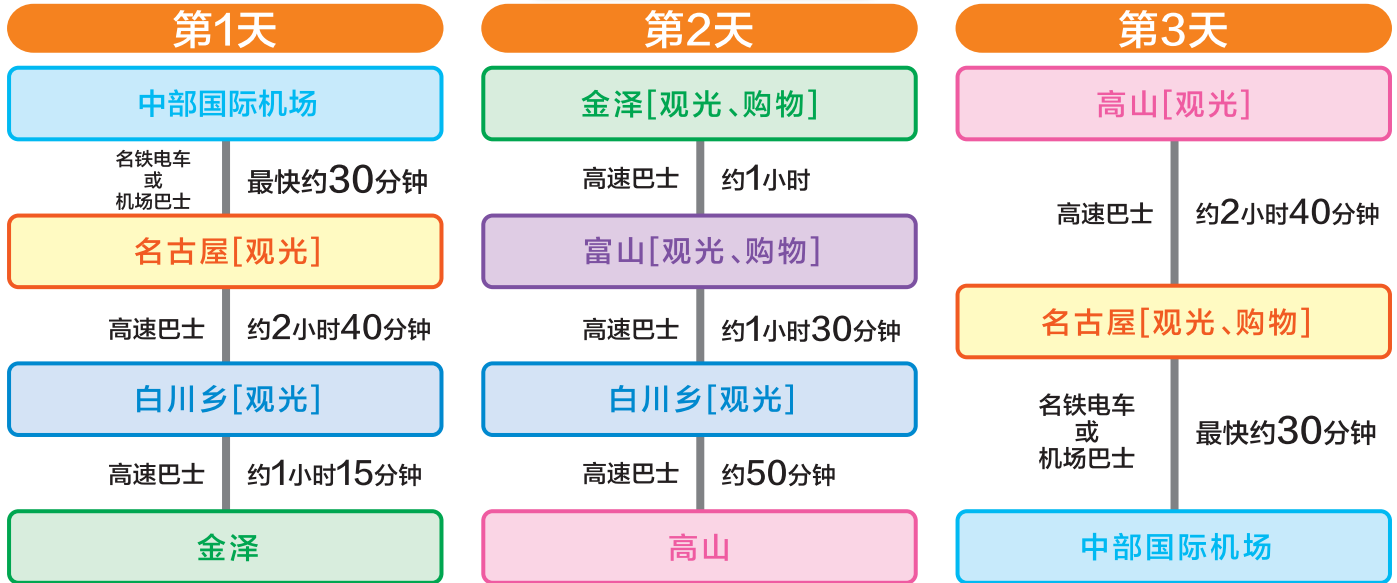 第1天
中部国际机场
名铁电车
或
机场巴士
最快约30分钟
名古屋[观光]
高速巴士
约2小时40分钟
白川乡[观光]
高速巴士
约1小时15分钟
金泽
第2天
金泽[观光、购物]
高速巴士
约1小时
富山[观光、购物]
高速巴士
约1小时30分钟
白川乡[观光]
高速巴士
约50分钟
高山
第3天
高山[观光]
高速巴士
约2小时40分钟
名古屋[观光、购物]
名铁电车
或
机场巴士
最快约30分钟
中部国际机场